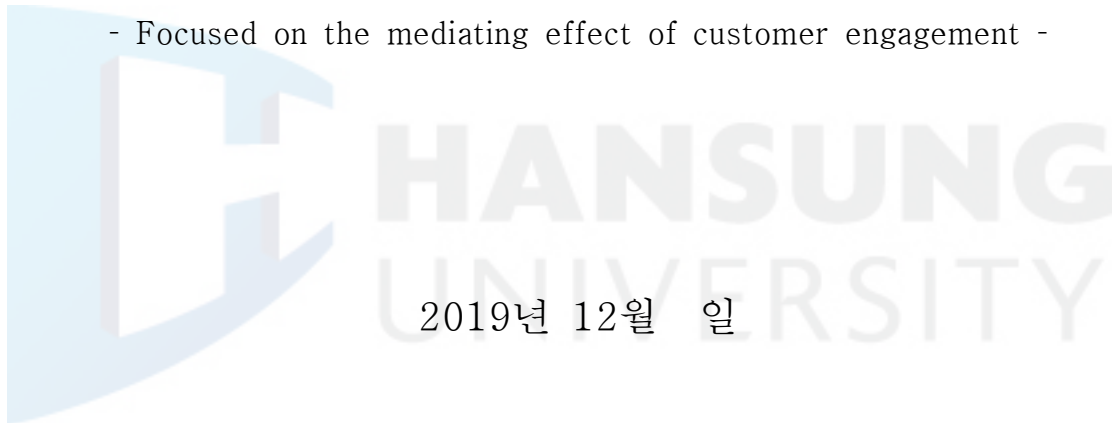 - Focused on the mediating effect of customer engagement -
HANSUNG
UNIVERSITY
2019년 12월 일